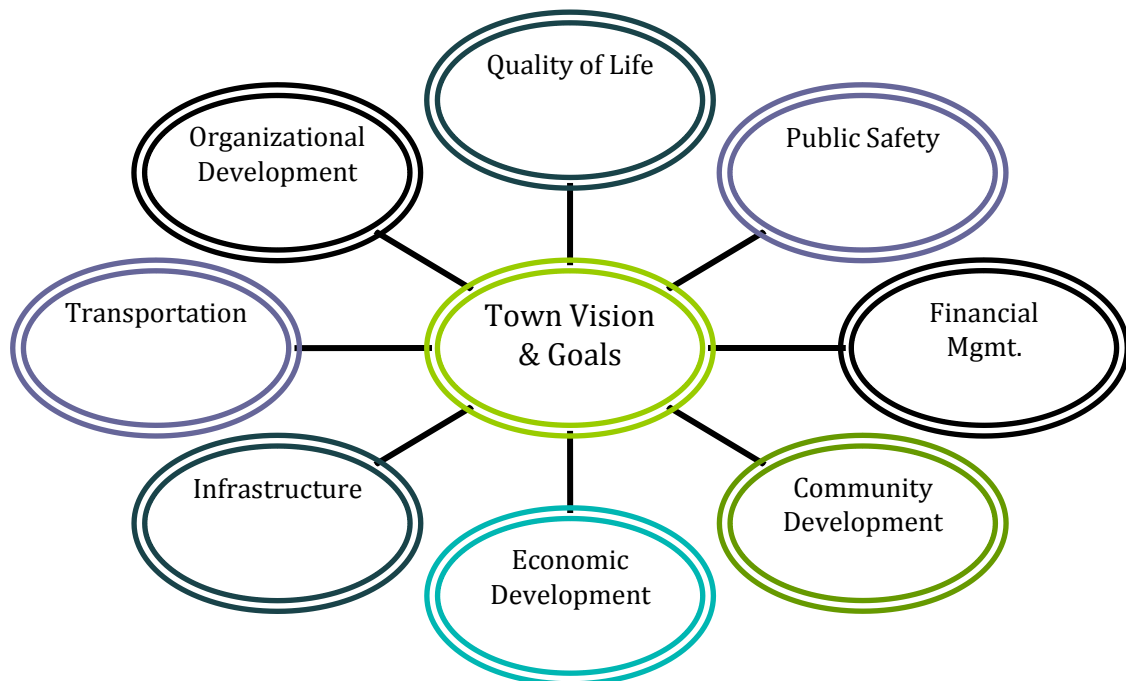 Quality of Life
Organizational
Development
Public Safety
Transportation
Town Vision
& Goals
Financial
Mgmt.
Infrastructure
Community
Development
Economic
Development